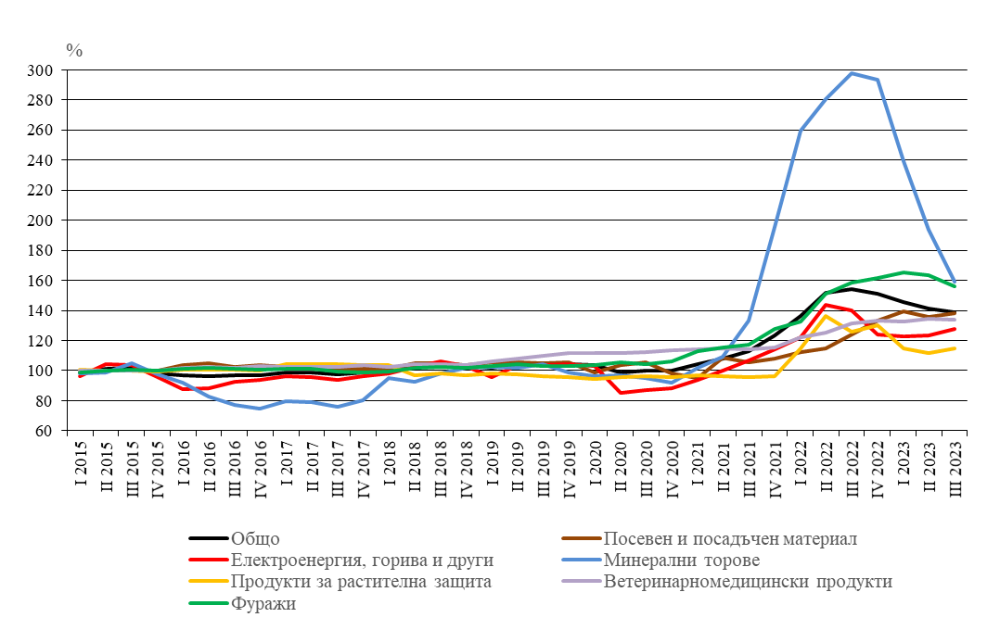 %
300
280
260
240
220
200
180
160
140
120
100
80
60
I 2015
II 2015
III 2015
IV 2015
I 2016
II 2016
III 2016
IV 2016
I 2017
II 2017
III 2017
IV 2017
I 2018
II 2018
III 2018
IV 2018
I 2019
II 2019
III 2019
IV 2019
I 2020
II 2020
III 2020
IV 2020
I 2021
II 2021
III 2021
IV 2021
I 2022
II 2022
III 2022
IV 2022
I 2023
II 2023
III 2023
Общо
Посевен и посадъчен материал
Електроенергия, горива и други
Минерални торове
Продукти за растителна защита
Ветеринарномедицински продукти
Фуражи